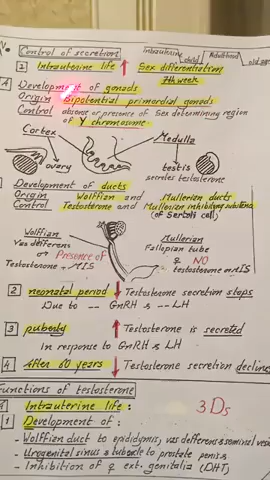 Control of secretion
Intrauterine child Adulthood old age
1 Intrauterine life ↑ Sex differentiation
7th week
A Development of gonads
Origin Bipotential primordial gonads
Control absence or presence of Sex determining region
of Y chromosome
Cortex Medulla
ovary
testis
secretes testosterone
Development of ducts
Origin Wolffian and Mullerian ducts
Control Testosterone and Mullerian inhibiting substance
(of Sertoli cell)
Wolffian
Vas deferens
♂ Presence of
Testosterone + MIS
Mullerian
Fallopian tube
♀ NO
testosterone or MIS
2 neonatal period ↓ Testosterone secretion stops
Due to -- GnRH & -- LH
3 puberty ↑ Testosterone is secreted
In response to GnRH & LH
4 After 60 years ↓ Testosterone secretion declines
Functions of testosterone
Intrauterine life : 3 Ds
1 Development of :
- Wolffian duct to epididymis, vas deferens & seminal vesi
- Urogenital sinus & tubercle to prostate penis &
- Inhibition of ♀ ext. genitalia (DHT)